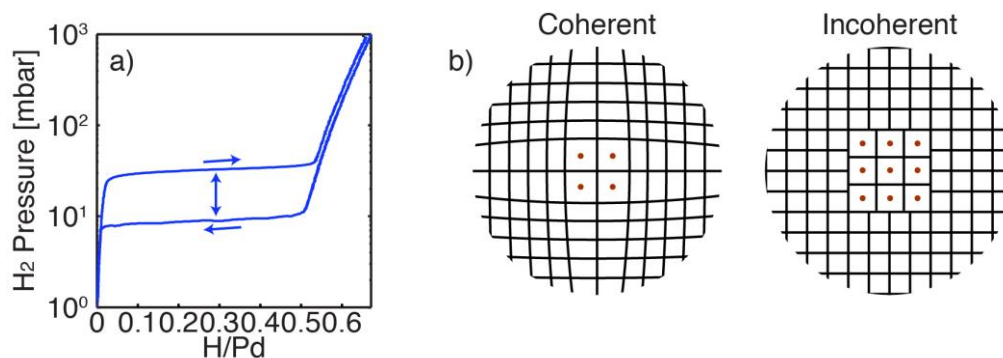 a)
H₂ Pressure [mbar]
10³
10²
10¹
10⁰
0 0.10.20.30.40.50.6
H/Pd
b)
Coherent
Incoherent